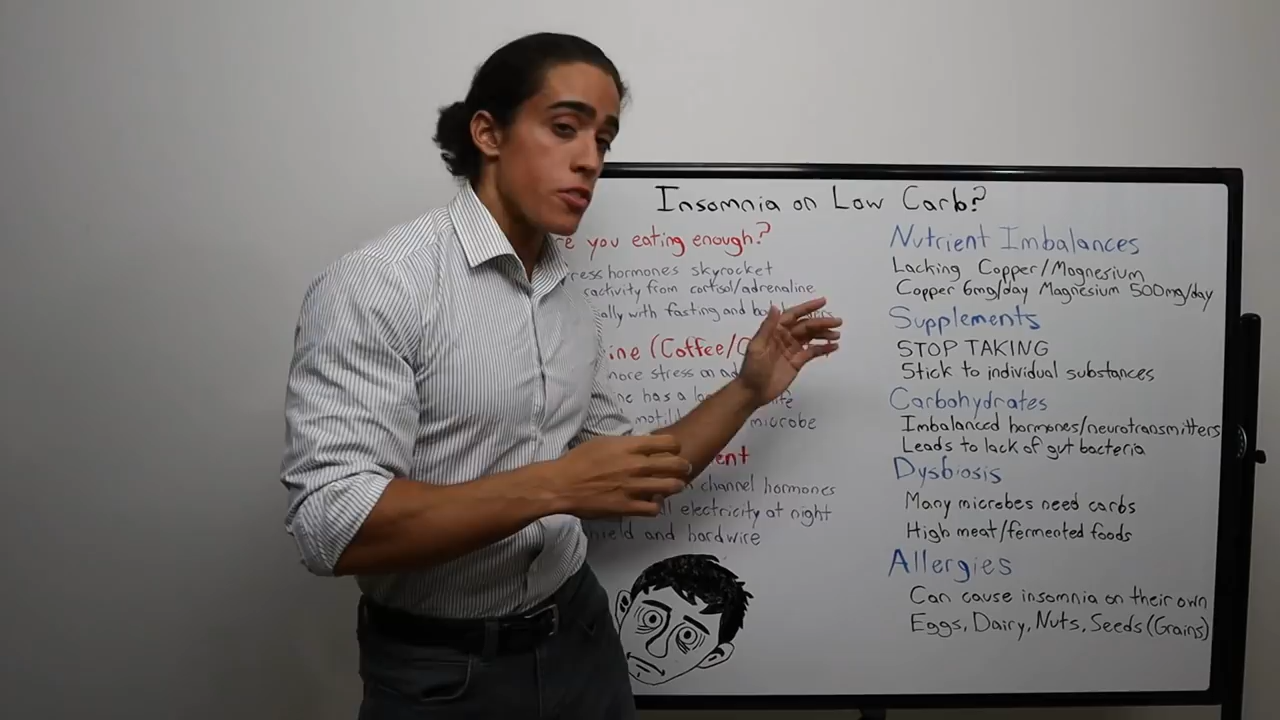 Insomnia on Low Carb?
you eating enough?
hormones skyrocket
from cortisol/adrenaline
with fasting and
(Coffee/
more stress on
has a
microbe
channel hormones
electricity at night
and hardwire
Nutrient Imbalances
Lacking Copper/Magnesium
Copper 6mg/day Magnesium 500mg/day
Supplements
STOP TAKING
Stick to individual substances
Carbohydrates
Imbalanced hormones/neurotransmitters
Leads to lack of gut bacteria
Dysbiosis
Many microbes need carbs
High meat/fermented foods
Allergies
Can cause insomnia on their own
Eggs, Dairy, Nuts, Seeds (Grains)